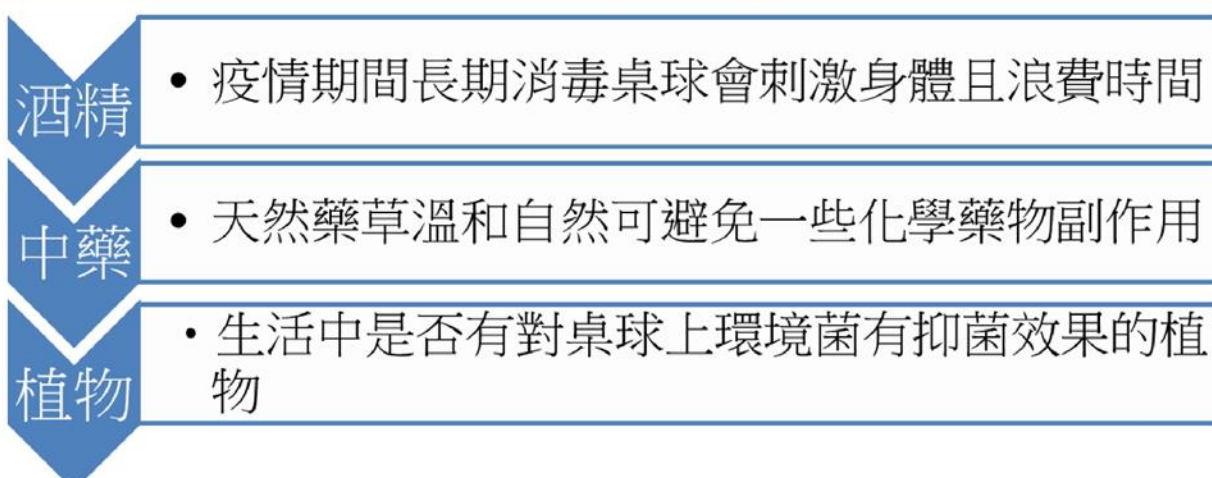 酒精
• 疫情期間長期消毒桌球會刺激身體且浪費時間
中藥
• 天然藥草溫和自然可避免一些化學藥物副作用
植物
• 生活中是否有對桌球上環境菌有抑菌效果的植
物